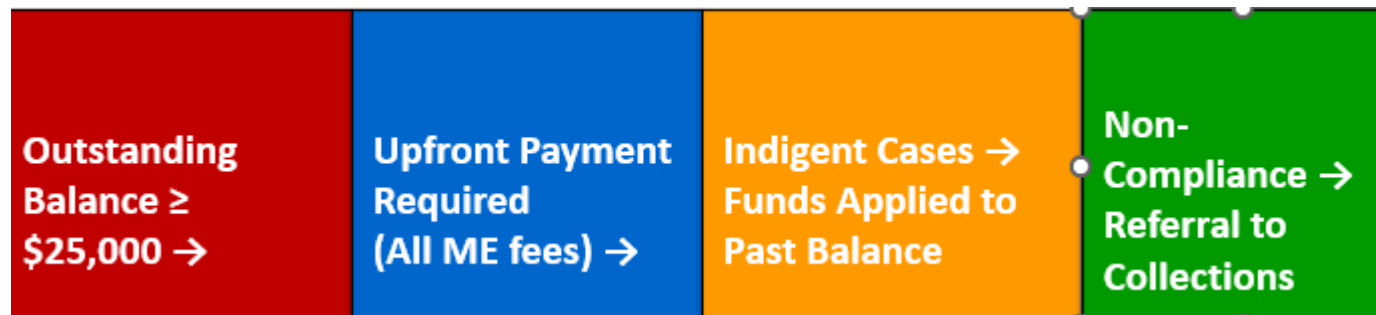 Outstanding
Balance ≥
$25,000 →
Upfront Payment
Required
(All ME fees) →
Indigent Cases →
Funds Applied to
Past Balance
Non-
Compliance →
Referral to
Collections